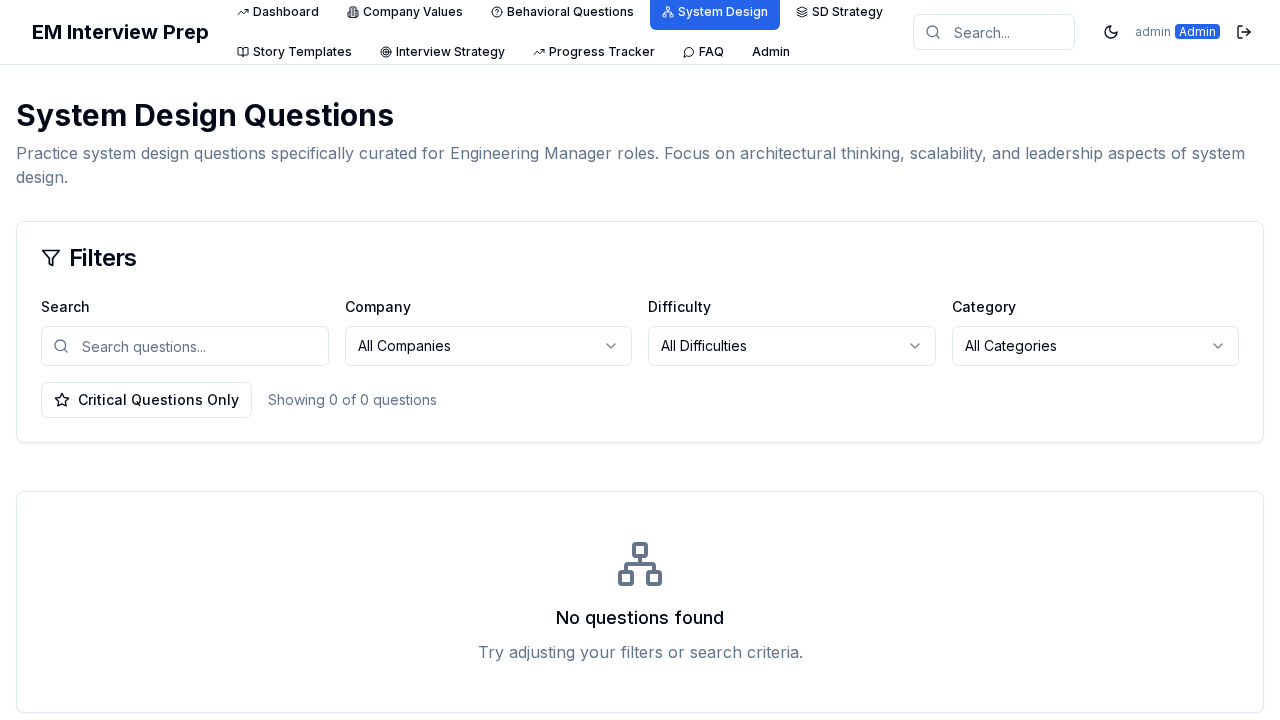 EM Interview Prep
Dashboard
Company Values
Behavioral Questions
System Design
SD Strategy
Story Templates
Interview Strategy
Progress Tracker
FAQ
Admin
Search...
admin Admin
System Design Questions
Practice system design questions specifically curated for Engineering Manager roles. Focus on architectural thinking, scalability, and leadership aspects of system
design.
Filters
Search
Company
Difficulty
Category
Search questions...
All Companies
All Difficulties
All Categories
Critical Questions Only
Showing 0 of 0 questions
No questions found
Try adjusting your filters or search criteria.